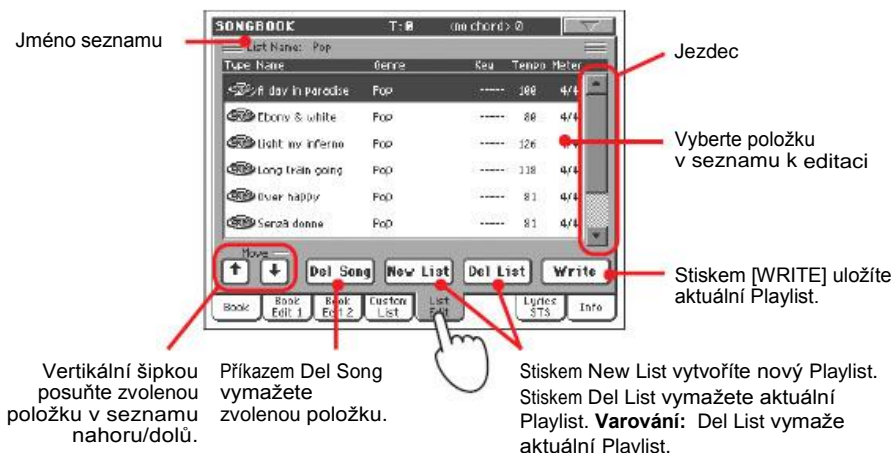 SONGBOOK T:0 (no chord) 0
Jméno seznamu
List Name: Pop
Jezdec
Type Name Genre Key Tempo Meter
A day in paradise Pop ----- 100 4/4
Ebony & white Pop ----- 80 4/4
Light my inferno Pop ----- 126
Long train going Pop ----- 118 4/4
Over happy Pop ----- 81 4/4
Senza donne Pop ----- 81 4/4
Vyberte položku
v seznamu k editaci
Move
Del Song New List Del List Write
Stiskem [WRITE] uložíte
aktuální Playlist.
Book Book Edit 1 Book Edit 2 Custom List List Edit Lyrics STS Info
Vertikální šipkou
posuňte zvolenou
položku v seznamu
nahoru/dolů.
Příkazem Del Song
vymažete
zvolenou položku.
Stiskem New List vytvoříte nový Playlist.
Stiskem Del List vymažete aktuální
Playlist. Varování: Del List vymaže
aktuální Playlist.